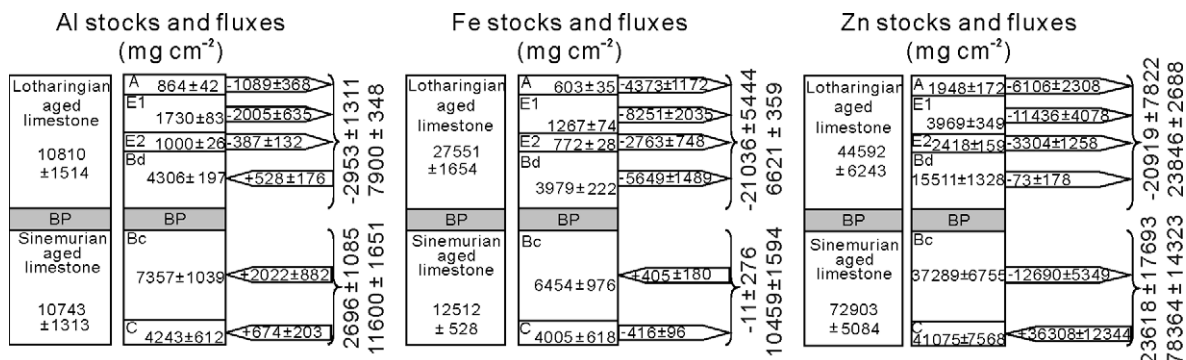 Al stocks and fluxes
(mg cm⁻²)
Lotharingian
aged
limestone
10810
±1514
BP
Sinemurian
aged
limestone
10743
±1313
A 864±42 -1089±368
E1
1730±83 -2005±635
E2 1000±26 -387±132
Bd
4306±197 +528±176
BP
Bc
7357±1039 +2022±882
C 4243±612 +674±203
-2953±1311
7900±348
2696±1085
11600±1651
Fe stocks and fluxes
(mg cm⁻²)
Lotharingian
aged
limestone
27551
±1654
BP
Sinemurian
aged
limestone
12512
±528
A 603±35 -4373±1172
E1
1267±74 -8251±2035
E2 772±28 -2763±748
Bd
3979±222 -5649±1489
BP
Bc
6454±976 +405±180
C 4005±618 -416±96
-21036±5444
6621±359
-11±276
10459±1594
Zn stocks and fluxes
(mg cm⁻²)
Lotharingian
aged
limestone
44592
±6243
BP
Sinemurian
aged
limestone
72903
±5084
A 1948±172 -6106±2308
E1
3969±349 -11436±4078
E2 2418±159 -3304±1258
Bd
15511±1328 -73±178
BP
Bc
37289±6755 -12690±5349
C 41075±7568 +36308±12344
-20919±7822
23846±2688
23618±17693
78364±14323